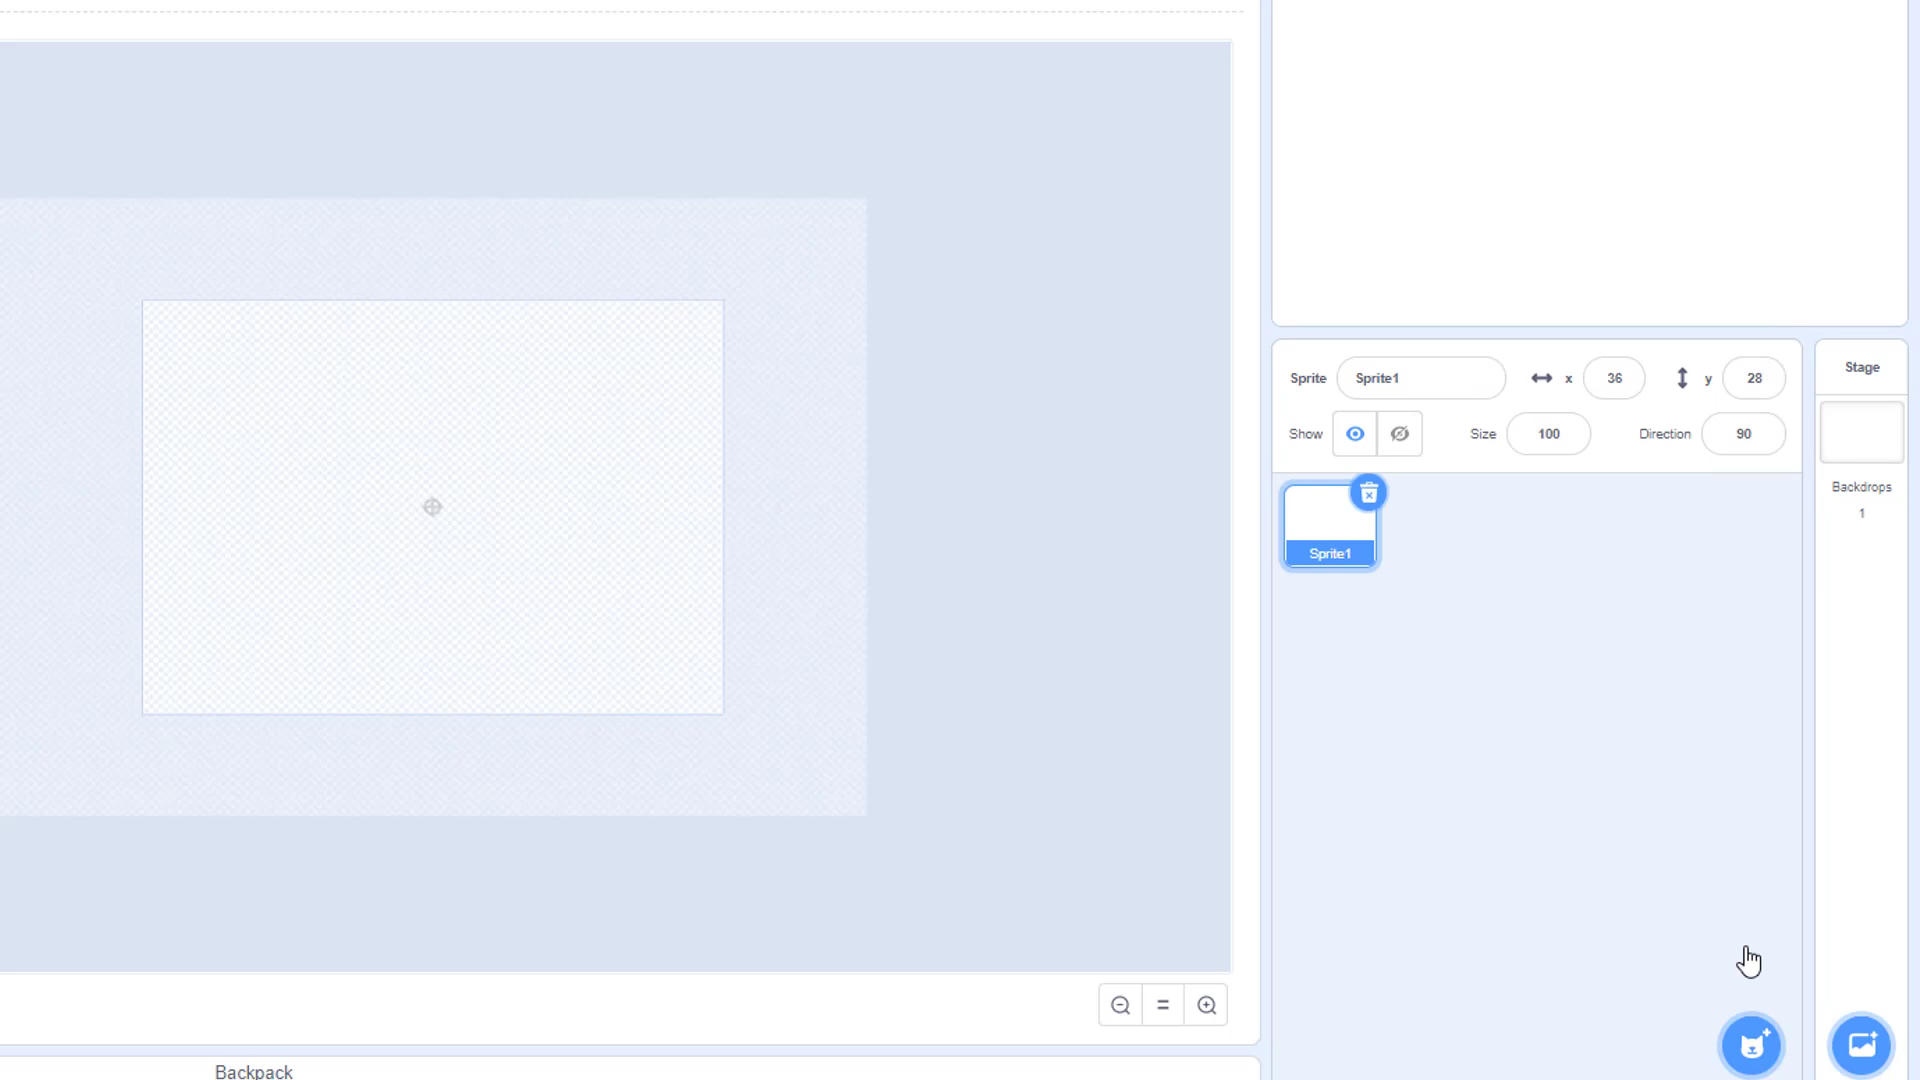 Sprite Sprite1 x 36 y 28
Show Size 100 Direction 90
Sprite1
Stage
Backdrops
1
Backpack